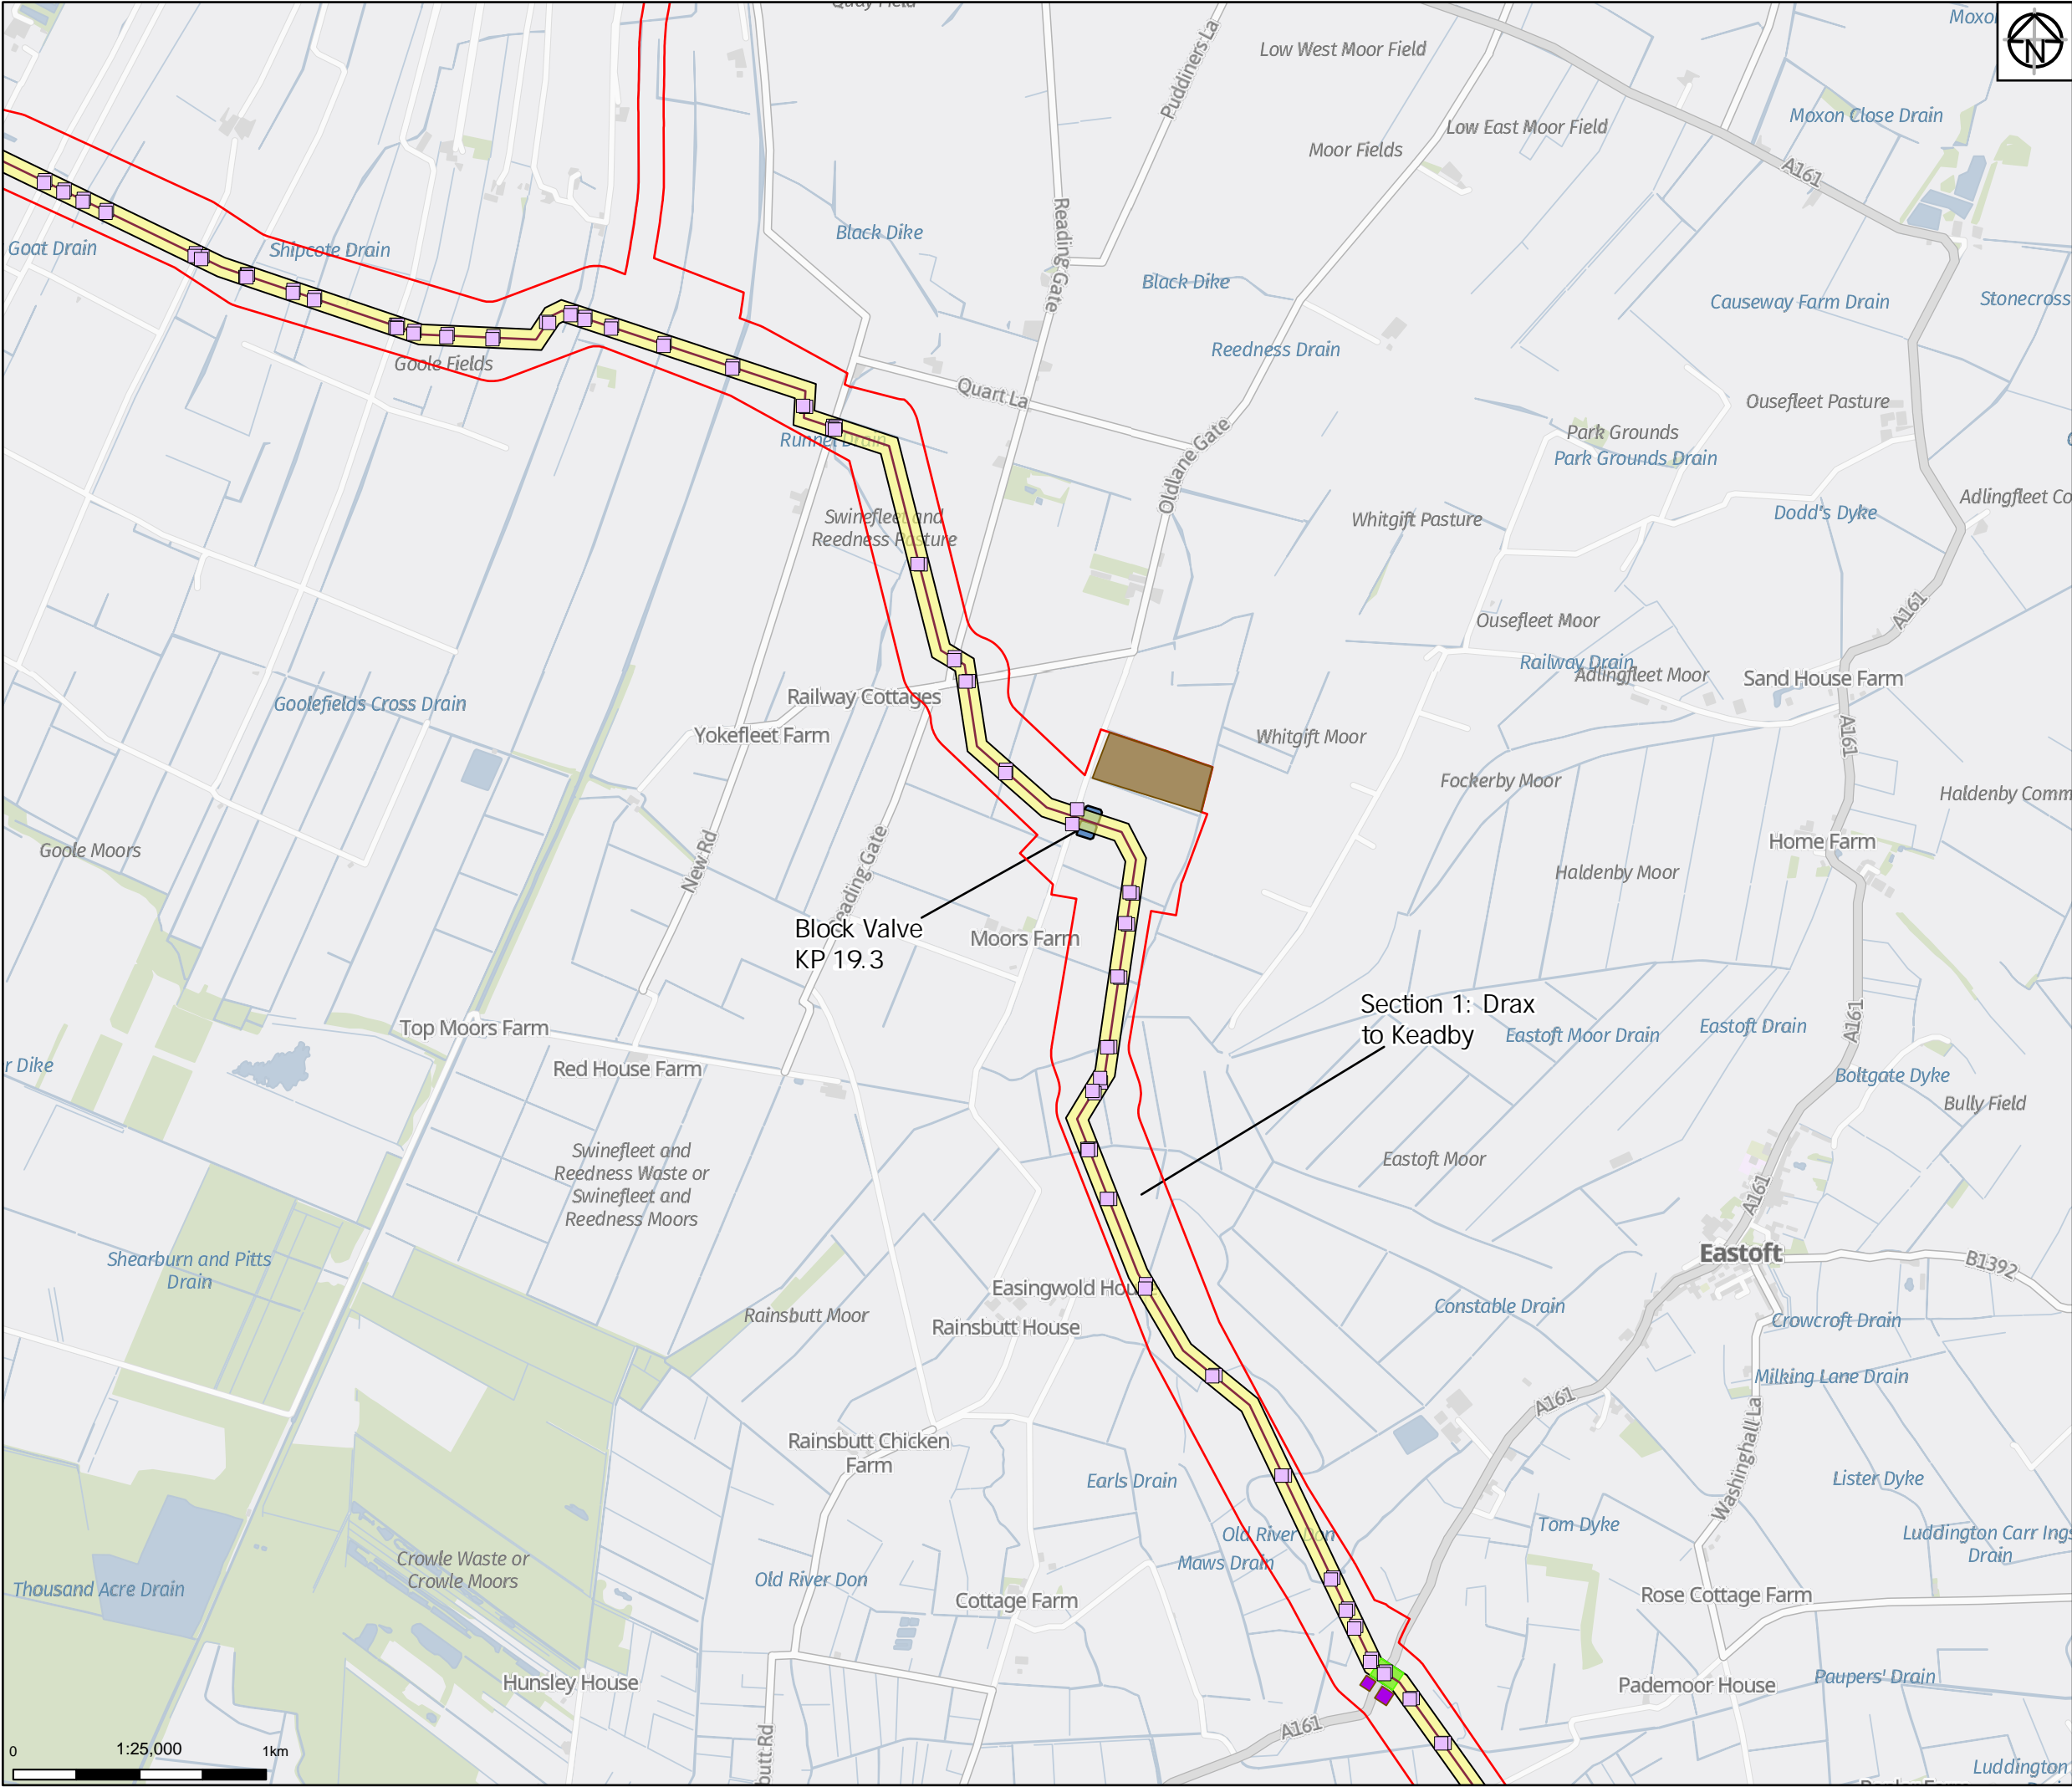 Quay Field
Moxon
N
Low West Moor Field
Puddiners La
Moxon Close Drain
Low East Moor Field
Moor Fields
A161
Reading Gate
Black Dike
Goat Drain
Shipcote Drain
Black Dike
Causeway Farm Drain
Stonecross
Reedness Drain
Goole Fields
Quart La
Ousefleet Pasture
Park Grounds
Runnel Drain
Park Grounds Drain
Oldlane Gate
Adlingfleet Co
Swinefleet and
Reedness Pasture
Whitgift Pasture
Dodd's Dyke
A161
Ousefleet Moor
Railway Drain
Adlingfleet Moor
Sand House Farm
Railway Cottages
Goolefields Cross Drain
Yokefleet Farm
Whitgift Moor
A161
Fockerby Moor
Haldenby Comm
Home Farm
Goole Moors
New Rd
Reading Gate
Haldenby Moor
Block Valve
KP 19.3
Moors Farm
Section 1: Drax
to Keadby
Top Moors Farm
Eastoft Moor Drain
Eastoft Drain
A161
r Dike
Red House Farm
Boltgate Dyke
Bully Field
Swinefleet and
Reedness Waste or
Swinefleet and
Reedness Moors
Eastoft Moor
A161
Shearburn and Pitts
Drain
Eastoft
B1392
Easingwold Hou
Rainsbutt Moor
Rainsbutt House
Constable Drain
Crowcroft Drain
Milking Lane Drain
A161
Rainsbutt Chicken
Farm
Washinghall La
Earls Drain
Lister Dyke
Old River Don
Tom Dyke
Luddington Carr Ings
Drain
Maws Drain
Crowle Waste or
Crowle Moors
Thousand Acre Drain
Old River Don
Cottage Farm
Rose Cottage Farm
Hunsley House
Pademoor House
Paupers' Drain
A161
butt Rd
Luddington
0
1:25,000
1km